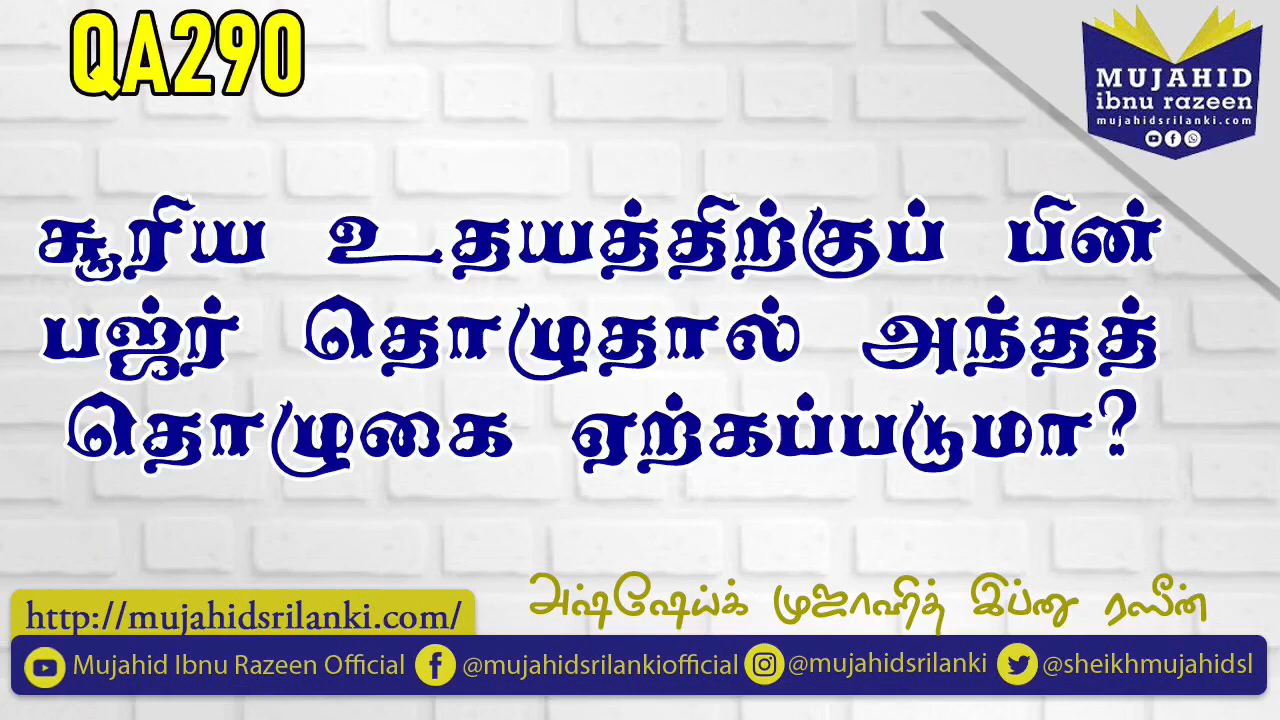 QA290
MUJAHID
ibnu razeen
mujahidsrilanki.com
சூரிய உதயத்திற்குப் பின்
பஜ்ர் தொழுதால் அந்தத்
தொழுகை ஏற்கப்படுமா?
அஷ்ஷெய்க் முஜாஹித் இப்னு ரஸீன்
http://mujahidsrilanki.com/
Mujahid Ibnu Razeen Official @mujahidsrilankiofficial @mujahidsrilanki @sheikhmujahidsl